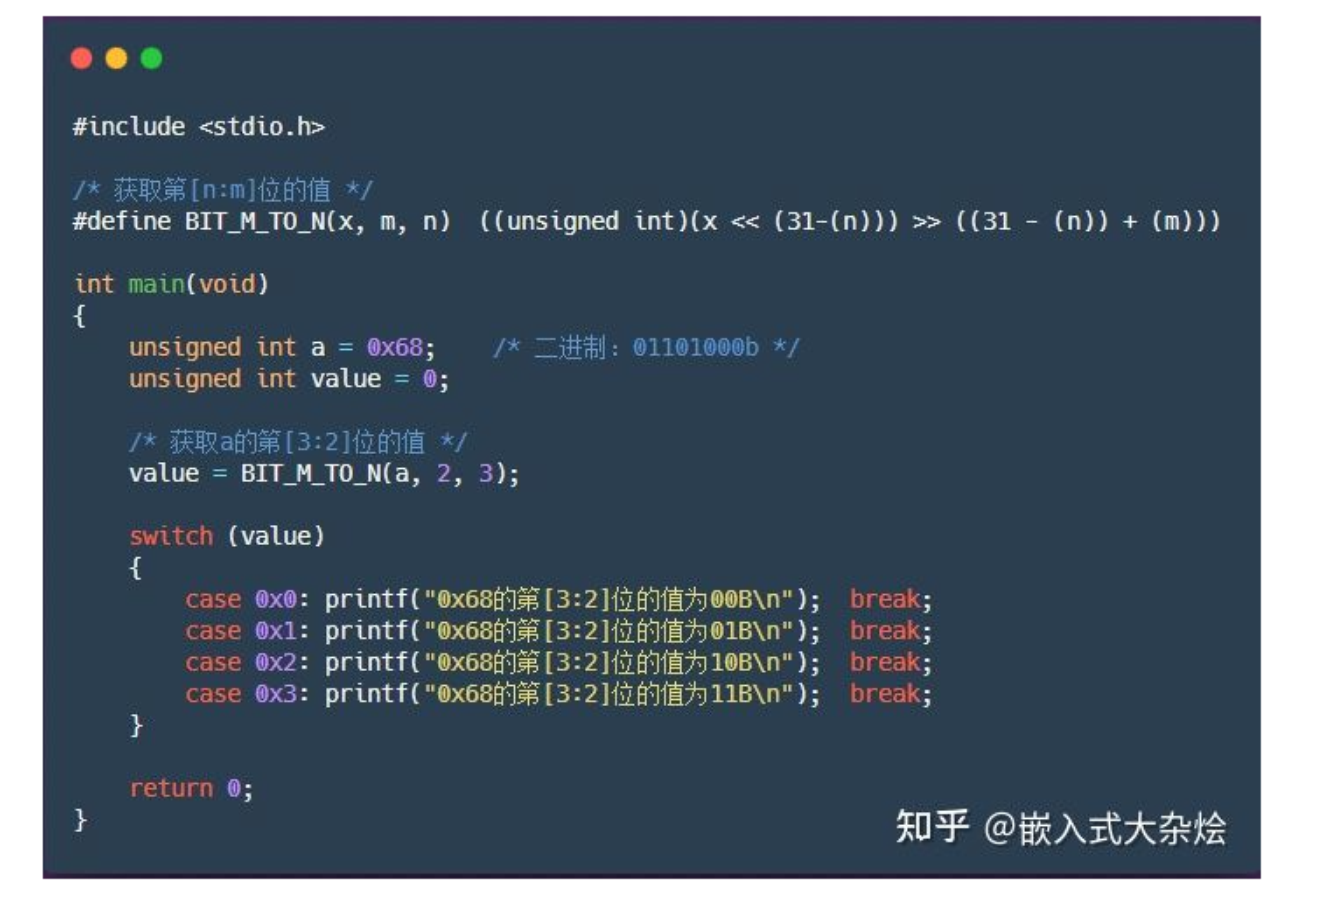 #include <stdio.h>
/* 获取第[n:m]位的值 */
#define BIT_M_TO_N(x, m, n)  ((unsigned int)(x << (31-(n))) >> ((31 - (n)) + (m)))
int main(void)
{
    unsigned int a = 0x68;    /* 二进制：01101000b */
    unsigned int value = 0;
    /* 获取a的第[3:2]位的值 */
    value = BIT_M_TO_N(a, 2, 3);
    switch (value)
    {
        case 0x0: printf("0x68的第[3:2]位的值为00B\n");  break;
        case 0x1: printf("0x68的第[3:2]位的值为01B\n");  break;
        case 0x2: printf("0x68的第[3:2]位的值为10B\n");  break;
        case 0x3: printf("0x68的第[3:2]位的值为11B\n");  break;
    }
    return 0;
}
知乎 @嵌入式大杂烩